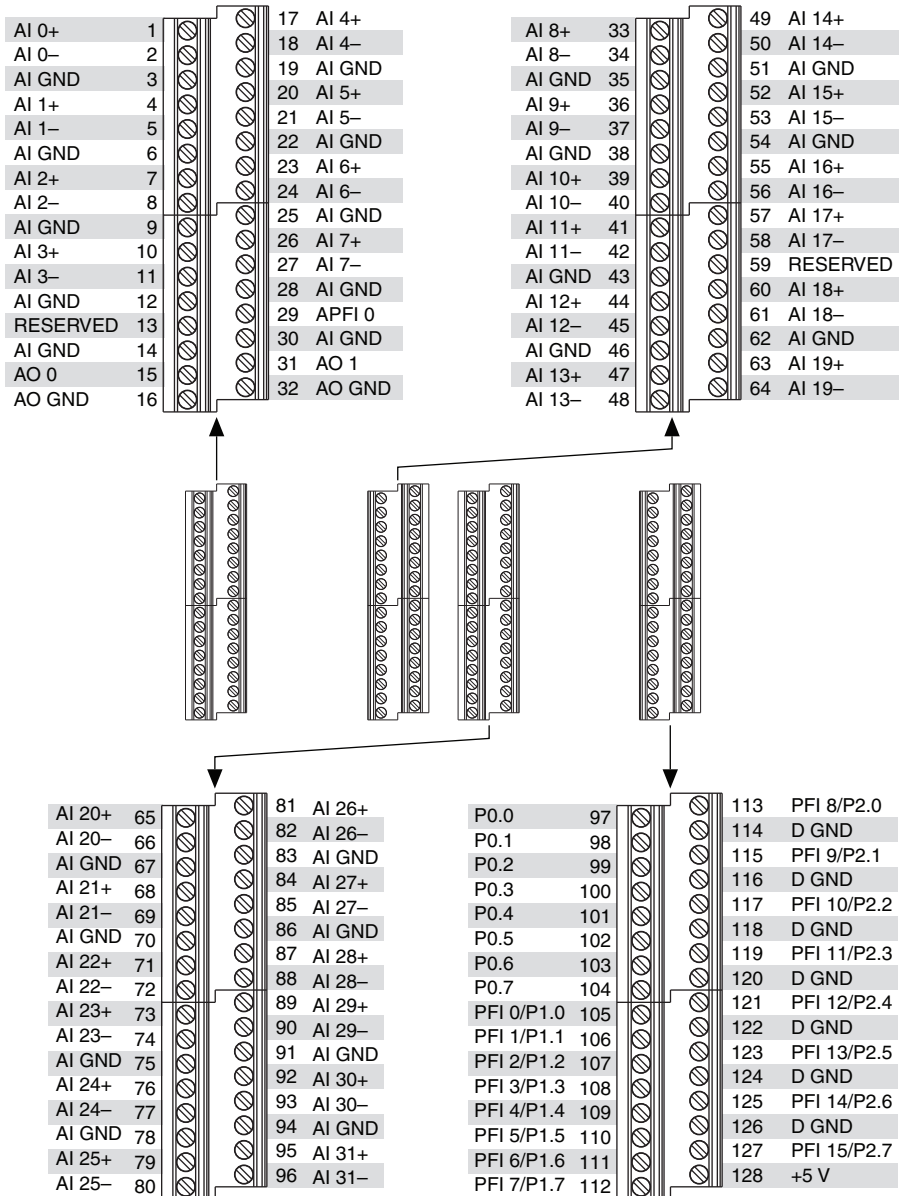 AI 0+ 1
AI 0– 2
AI GND 3
AI 1+ 4
AI 1– 5
AI GND 6
AI 2+ 7
AI 2– 8
AI GND 9
AI 3+ 10
AI 3– 11
AI GND 12
RESERVED 13
AI GND 14
AO 0 15
AO GND 16
17 AI 4+
18 AI 4–
19 AI GND
20 AI 5+
21 AI 5–
22 AI GND
23 AI 6+
24 AI 6–
25 AI GND
26 AI 7+
27 AI 7–
28 AI GND
29 APFI 0
30 AI GND
31 AO 1
32 AO GND
AI 8+ 33
AI 8– 34
AI GND 35
AI 9+ 36
AI 9– 37
AI GND 38
AI 10+ 39
AI 10– 40
AI 11+ 41
AI 11– 42
AI GND 43
AI 12+ 44
AI 12– 45
AI GND 46
AI 13+ 47
AI 13– 48
49 AI 14+
50 AI 14–
51 AI GND
52 AI 15+
53 AI 15–
54 AI GND
55 AI 16+
56 AI 16–
57 AI 17+
58 AI 17–
59 RESERVED
60 AI 18+
61 AI 18–
62 AI GND
63 AI 19+
64 AI 19–
AI 20+ 65
AI 20– 66
AI GND 67
AI 21+ 68
AI 21– 69
AI GND 70
AI 22+ 71
AI 22– 72
AI 23+ 73
AI 23– 74
AI GND 75
AI 24+ 76
AI 24– 77
AI GND 78
AI 25+ 79
AI 25– 80
81 AI 26+
82 AI 26–
83 AI GND
84 AI 27+
85 AI 27–
86 AI GND
87 AI 28+
88 AI 28–
89 AI 29+
90 AI 29–
91 AI GND
92 AI 30+
93 AI 30–
94 AI GND
95 AI 31+
96 AI 31–
P0.0 97
P0.1 98
P0.2 99
P0.3 100
P0.4 101
P0.5 102
P0.6 103
P0.7 104
PFI 0/P1.0 105
PFI 1/P1.1 106
PFI 2/P1.2 107
PFI 3/P1.3 108
PFI 4/P1.4 109
PFI 5/P1.5 110
PFI 6/P1.6 111
PFI 7/P1.7 112
113 PFI 8/P2.0
114 D GND
115 PFI 9/P2.1
116 D GND
117 PFI 10/P2.2
118 D GND
119 PFI 11/P2.3
120 D GND
121 PFI 12/P2.4
122 D GND
123 PFI 13/P2.5
124 D GND
125 PFI 14/P2.6
126 D GND
127 PFI 15/P2.7
128 +5 V